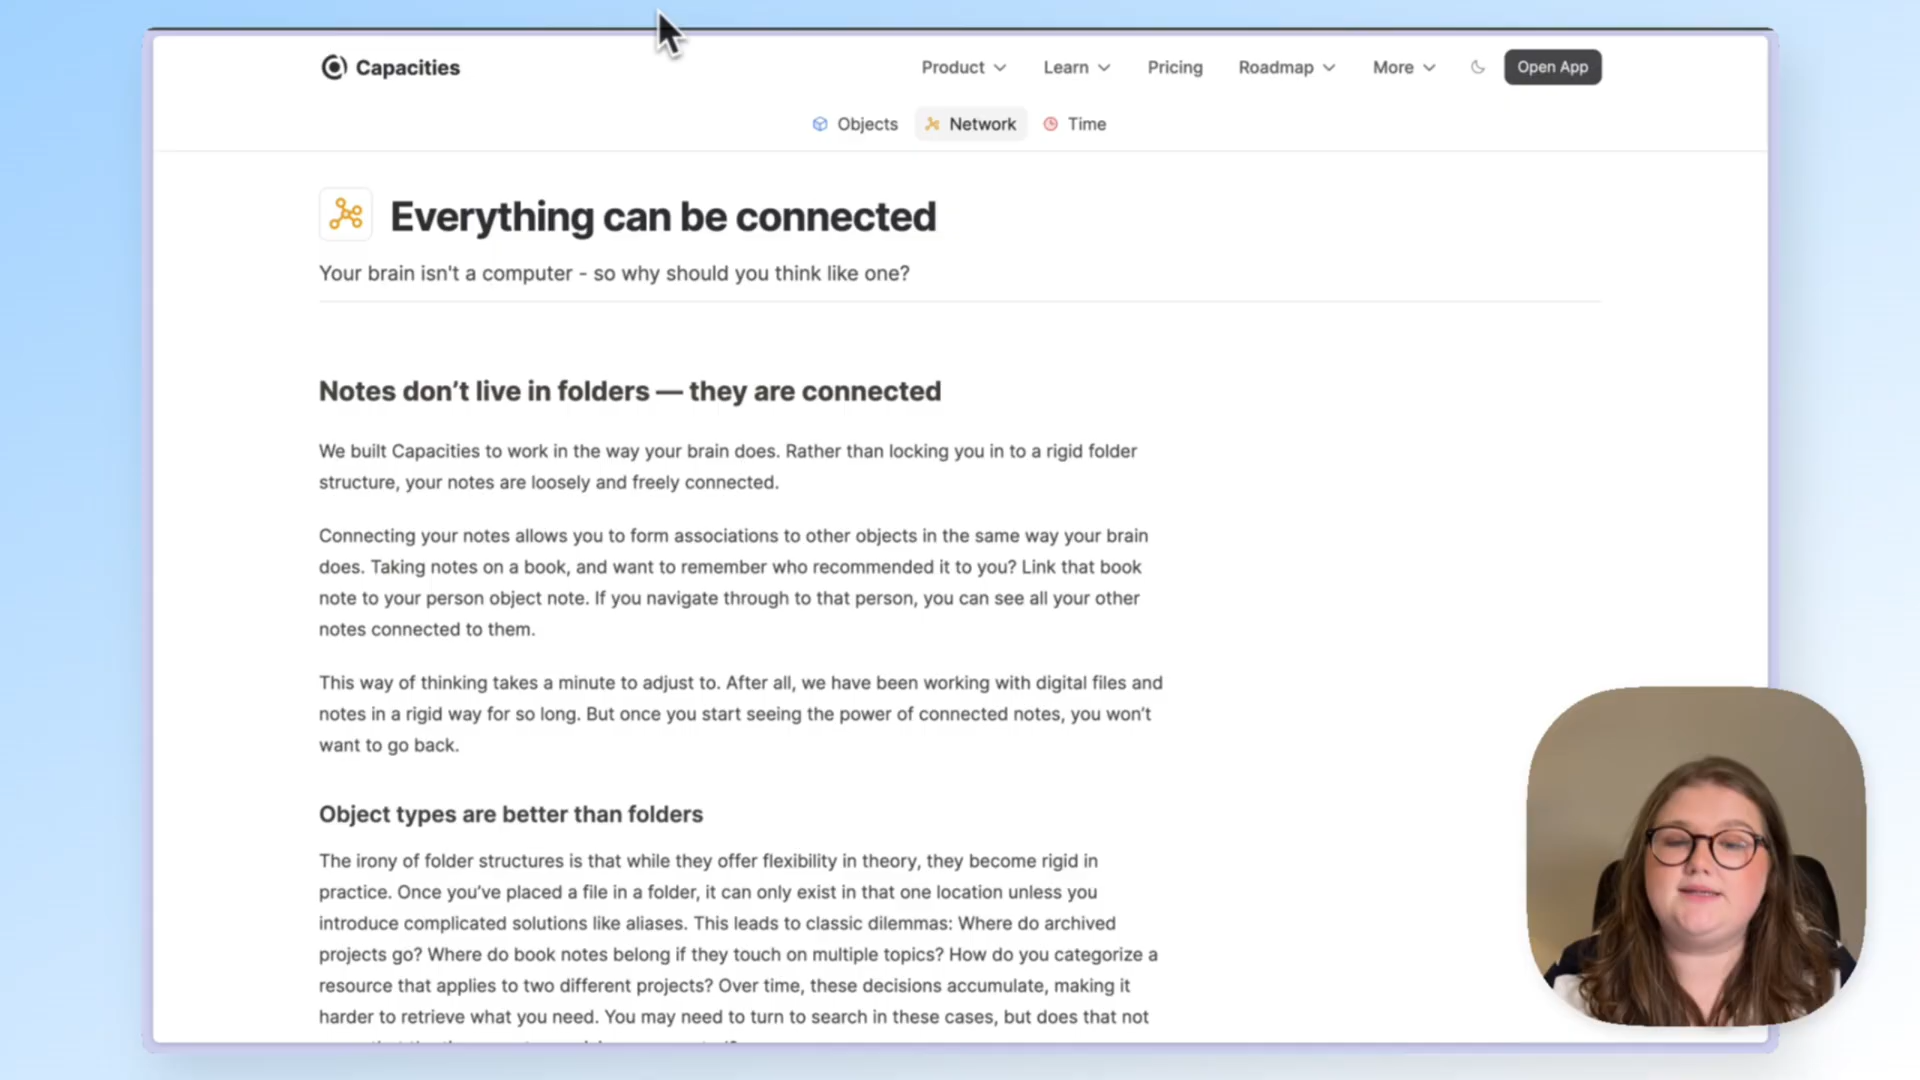 Capacities
Product
Learn
Pricing
Roadmap
More
Open App
Objects
Network
Time
Everything can be connected
Your brain isn't a computer - so why should you think like one?
Notes don’t live in folders — they are connected
We built Capacities to work in the way your brain does. Rather than locking you in to a rigid folder
structure, your notes are loosely and freely connected.
Connecting your notes allows you to form associations to other objects in the same way your brain
does. Taking notes on a book, and want to remember who recommended it to you? Link that book
note to your person object note. If you navigate through to that person, you can see all your other
notes connected to them.
This way of thinking takes a minute to adjust to. After all, we have been working with digital files and
notes in a rigid way for so long. But once you start seeing the power of connected notes, you won’t
want to go back.
Object types are better than folders
The irony of folder structures is that while they offer flexibility in theory, they become rigid in
practice. Once you’ve placed a file in a folder, it can only exist in that one location unless you
introduce complicated solutions like aliases. This leads to classic dilemmas: Where do archived
projects go? Where do book notes belong if they touch on multiple topics? How do you categorize a
resource that applies to two different projects? Over time, these decisions accumulate, making it
harder to retrieve what you need. You may need to turn to search in these cases, but does that not